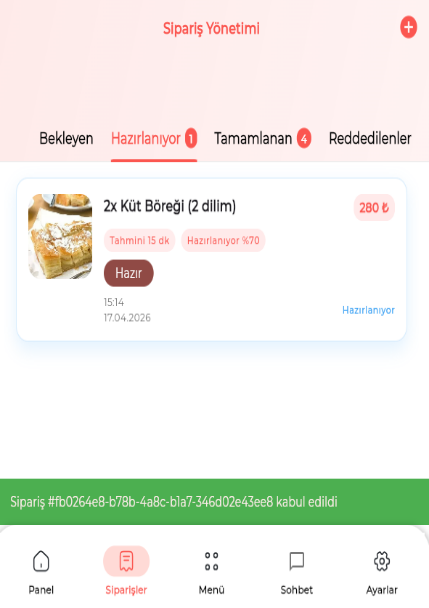 Sipariş Yönetimi
+
Bekleyen Hazırlanıyor 1 Tamamlanan 4 Reddedilenler
2x Küt Böreği (2 dilim)
280 ₺
Tahmini 15 dk Hazırlanıyor %70
Hazır
15:14
17.04.2026
Hazırlanıyor
Sipariş #fb0264e8-b78b-4a8c-b1a7-346d02e43ee8 kabul edildi
Panel Siparişler Menü Sohbet Ayarlar